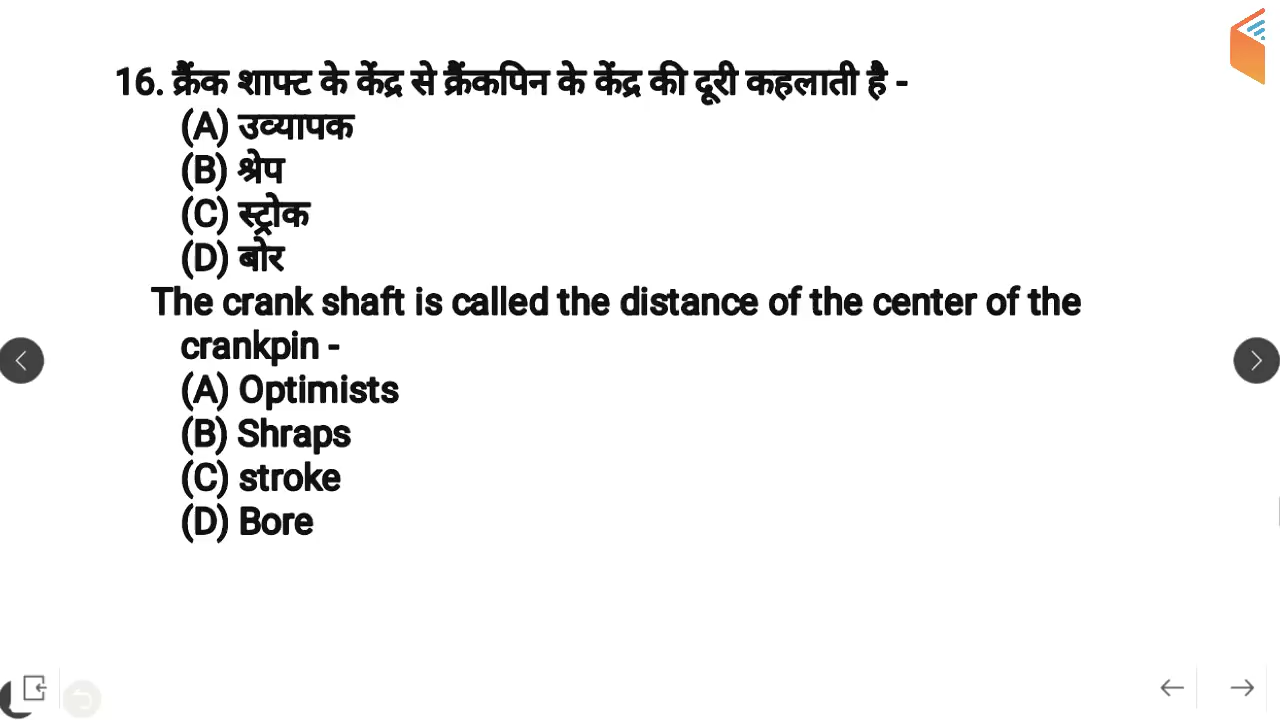 16. क्रैंक शाफ्ट के केंद्र से क्रैंकपिन के केंद्र की दूरी कहलाती है -
(A) उव्यापक
(B) श्रेप
(C) स्ट्रोक
(D) बोर
The crank shaft is called the distance of the center of the
crankpin -
(A) Optimists
(B) Shraps
(C) stroke
(D) Bore